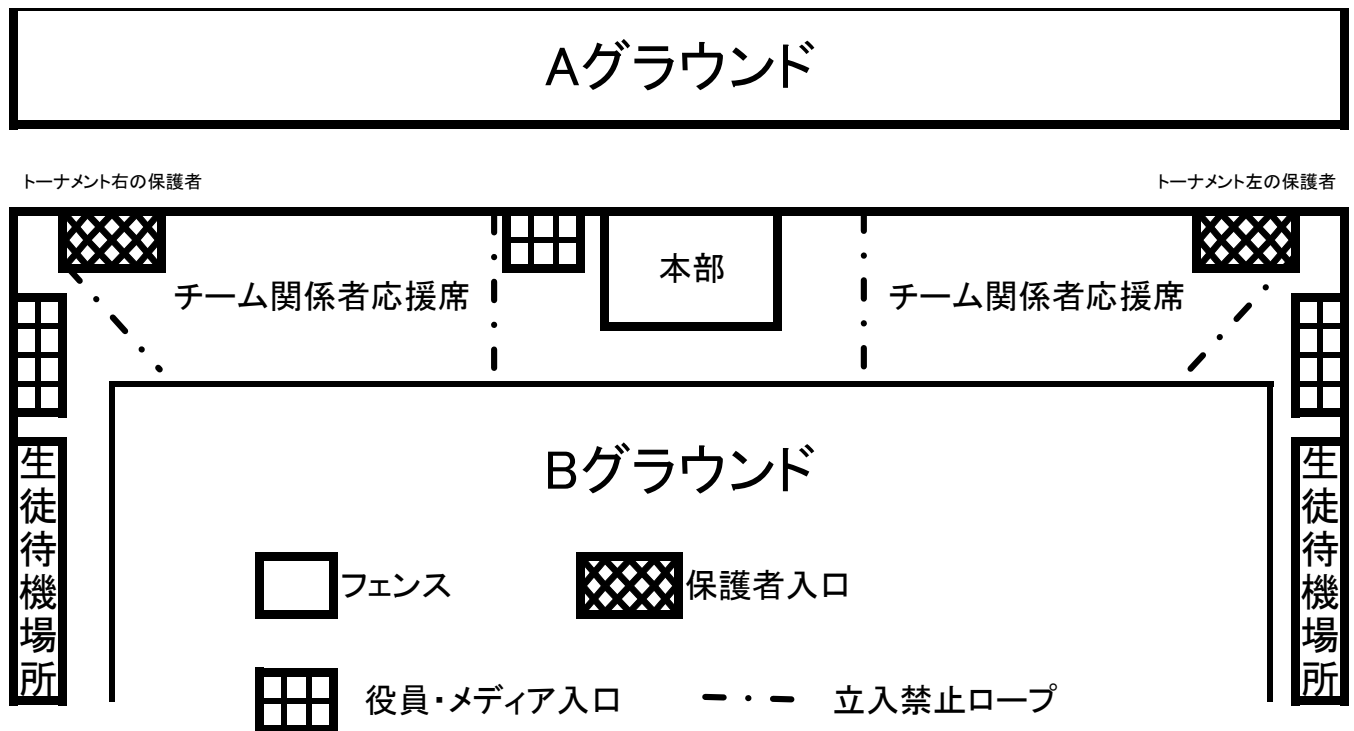 Aグラウンド
トーナメント右の保護者
トーナメント左の保護者
チーム関係者応援席
本部
チーム関係者応援席
生徒待機場所
Bグラウンド
生徒待機場所
フェンス
保護者入口
役員・メディア入口
立入禁止ロープ